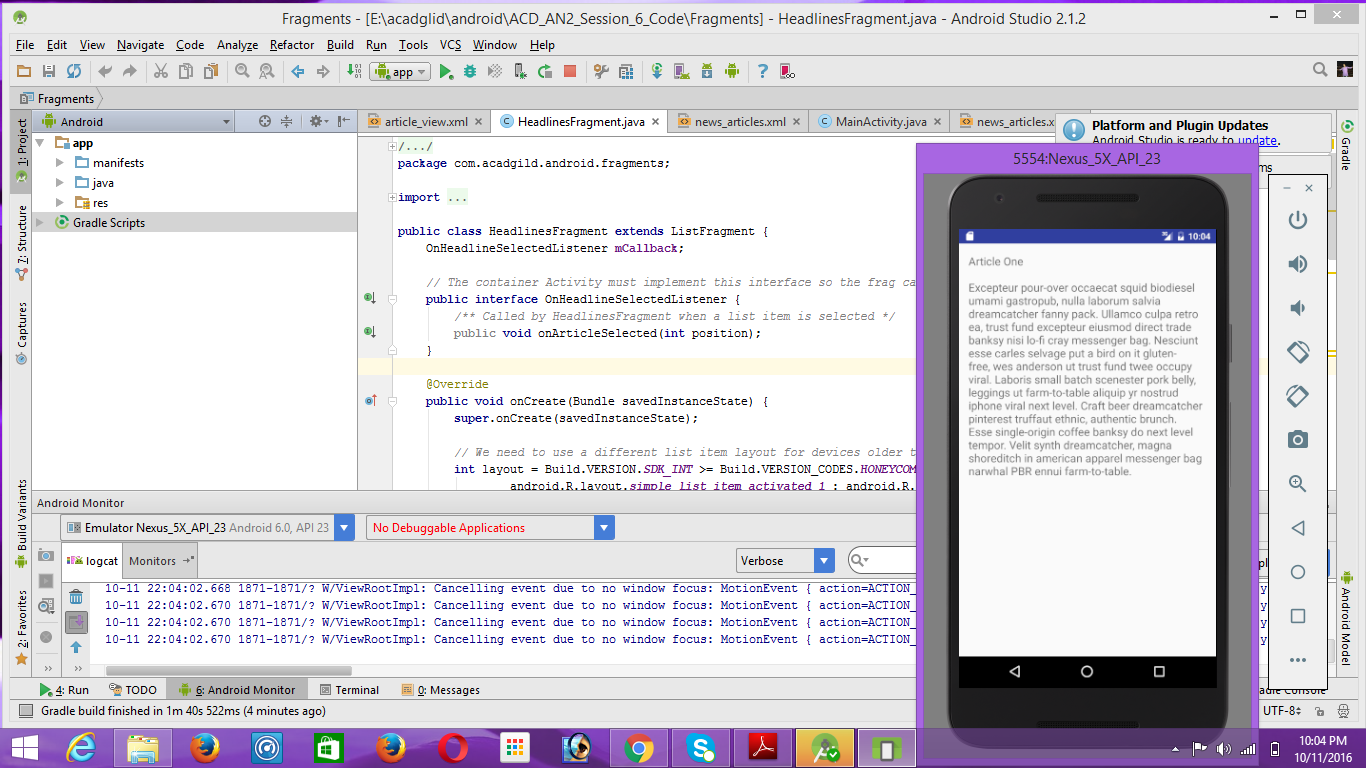 Fragments - [E:\acadglid\android\ACD_AN2_Session_6_Code\Fragments] - HeadlinesFragment.java - Android Studio 2.1.2
File Edit View Navigate Code Analyze Refactor Build Run Tools VCS Window Help
app
Fragments
Android
article_view.xml HeadlinesFragment.java news_articles.xml MainActivity.java news_articles.x
Platform and Plugin Updates
Android Studio is ready to update.
ms
1: Project
7: Structure
Captures
Build Variants
2: Favorites
app
manifests
java
res
Gradle Scripts
/.../
package com.acadgild.android.fragments;
import ...
public class HeadlinesFragment extends ListFragment {
OnHeadlineSelectedListener mCallback;
// The container Activity must implement this interface so the frag ca
public interface OnHeadlineSelectedListener {
/** Called by HeadlinesFragment when a list item is selected */
public void onArticleSelected(int position);
}
@Override
public void onCreate(Bundle savedInstanceState) {
super.onCreate(savedInstanceState);
// We need to use a different list item layout for devices older t
int layout = Build.VERSION.SDK_INT >= Build.VERSION_CODES.HONEYCOM
android.R.layout.simple_list_item_activated_1 : android.R.
5554:Nexus_5X_API_23
10:04
Article One
Excepteur pour-over occaecat squid biodiesel
umami gastropub, nulla laborum salvia
dreamcatcher fanny pack. Ullamco culpa retro
ea, trust fund excepteur eiusmod direct trade
banksy nisi lo-fi cray messenger bag. Nesciunt
esse carles selvage put a bird on it gluten-
free, wes anderson ut trust fund twee occupy
viral. Laboris small batch scenester pork belly,
leggings ut farm-to-table aliquip yr nostrud
iphone viral next level. Craft beer dreamcatcher
pinterest truffaut ethnic, authentic brunch.
Esse single-origin coffee banksy do next level
tempor. Velit synth dreamcatcher, magna
shoreditch in american apparel messenger bag
narwhal PBR ennui farm-to-table.
Gradle
Android Model
Android Monitor
Emulator Nexus_5X_API_23 Android 6.0, API 23 No Debuggable Applications
logcat Monitors Verbose
10-11 22:04:02.668 1871-1871/? W/ViewRootImpl: Cancelling event due to no window focus: MotionEvent { action=ACTION_
10-11 22:04:02.670 1871-1871/? W/ViewRootImpl: Cancelling event due to no window focus: MotionEvent { action=ACTION_
10-11 22:04:02.670 1871-1871/? W/ViewRootImpl: Cancelling event due to no window focus: MotionEvent { action=ACTION_
10-11 22:04:02.670 1871-1871/? W/ViewRootImpl: Cancelling event due to no window focus: MotionEvent { action=ACTION_
4: Run TODO 6: Android Monitor Terminal 0: Messages
Gradle build finished in 1m 40s 522ms (4 minutes ago)
UTF-8
10:04 PM
10/11/2016